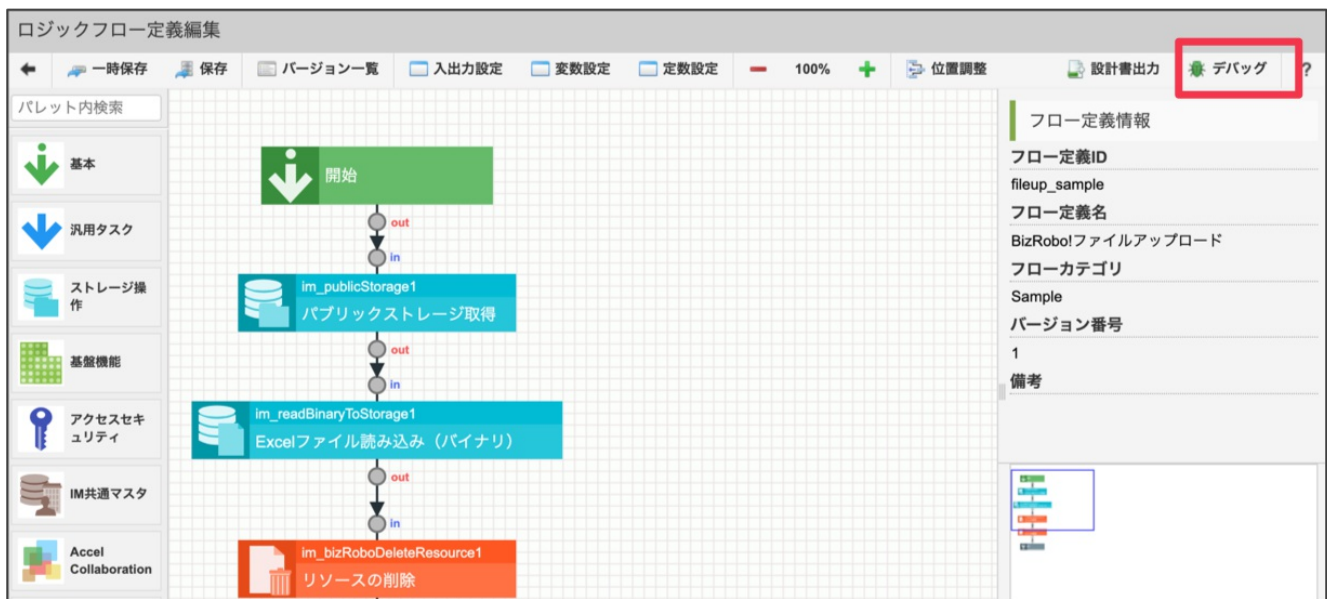 ロジックフロー定義編集
一時保存 保存 バージョン一覧 入出力設定 変数設定 定数設定 100% 位置調整 設計書出力 デバッグ ?
パレット内検索
基本
汎用タスク
ストレージ操
作
基盤機能
アクセスセキ
ュリティ
IM共通マスタ
Accel
Collaboration
開始
out
in
im_publicStorage1
パブリックストレージ取得
out
in
im_readBinaryToStorage1
Excelファイル読み込み（バイナリ）
out
in
im_bizRoboDeleteResource1
リソースの削除
フロー定義情報
フロー定義ID
fileup_sample
フロー定義名
BizRobo!ファイルアップロード
フローカテゴリ
Sample
バージョン番号
1
備考